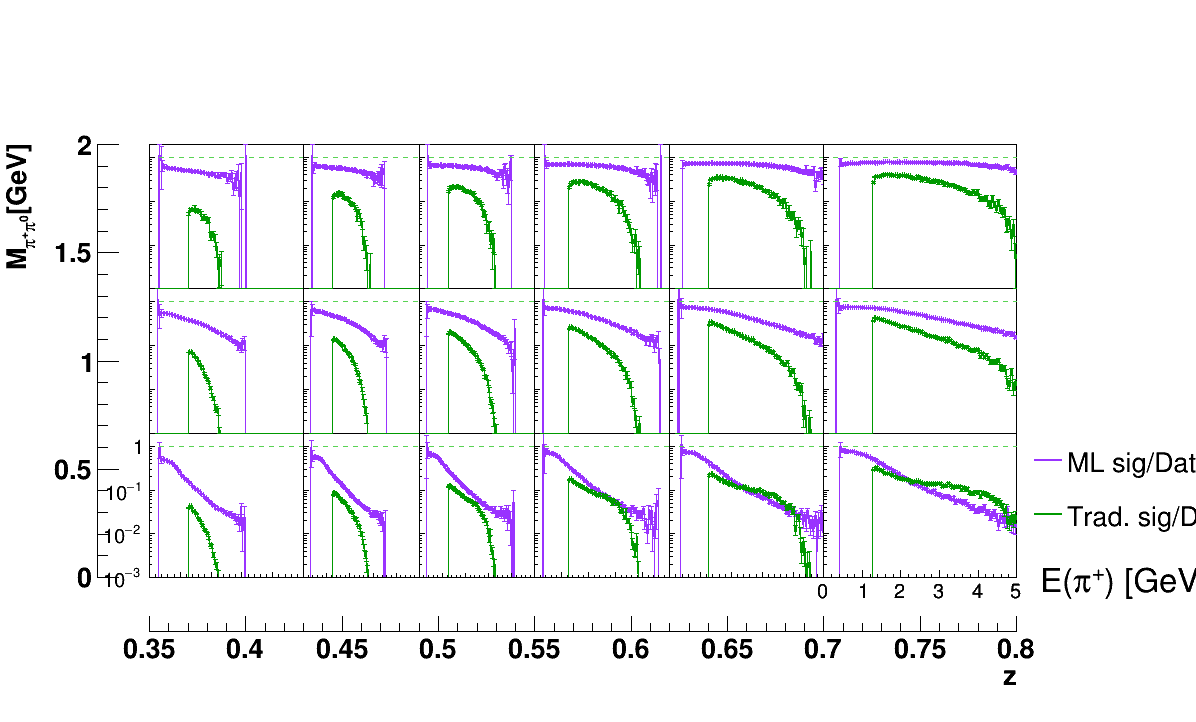 M_{π⁺π⁰}[GeV]
2
1.5
1
0.5
0
1
10⁻¹
10⁻²
10⁻³
ML sig/Dat
Trad. sig/D
0 1 2 3 4 5
E(π⁺) [GeV
0.35 0.4 0.45 0.5 0.55 0.6 0.65 0.7 0.75 0.8
z